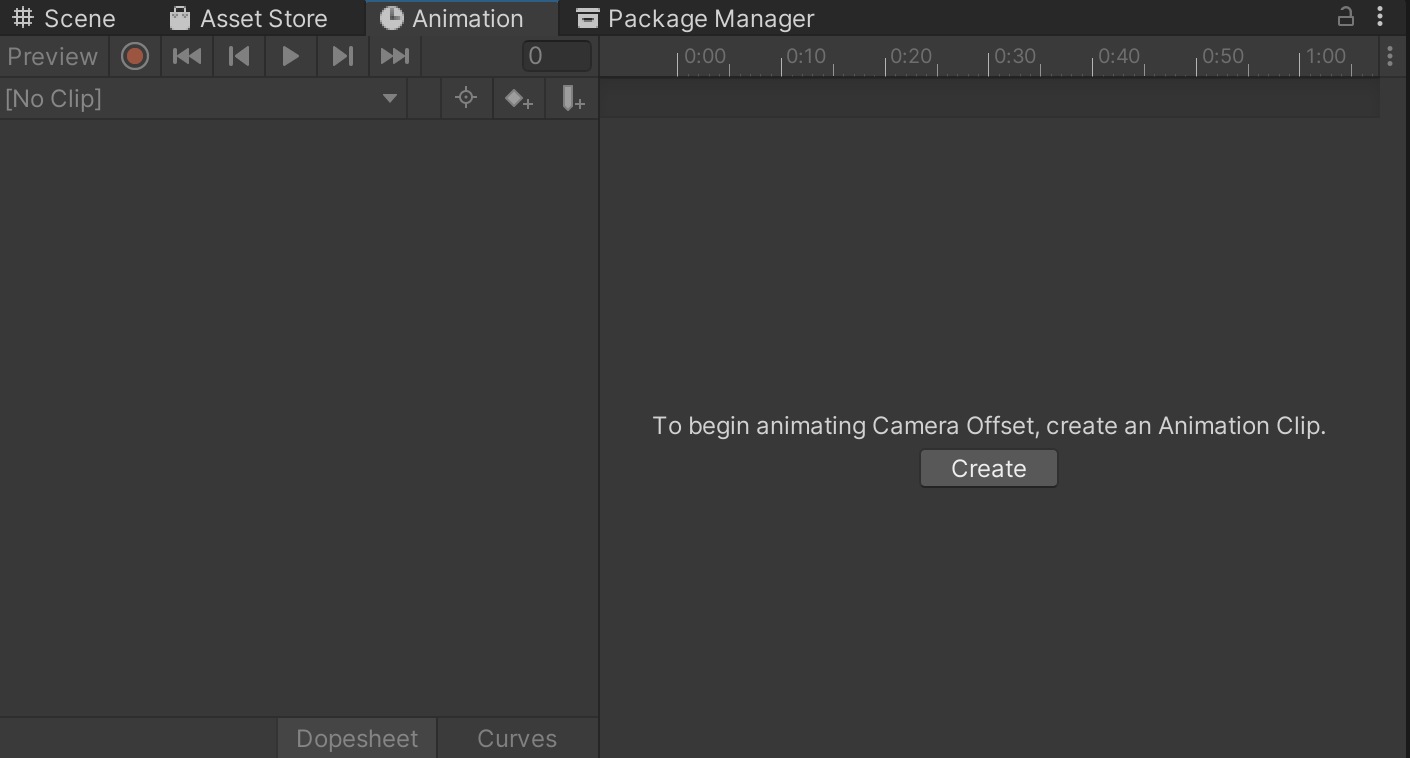 Scene Asset Store Animation Package Manager
Preview 0 0:00 0:10 0:20 0:30 0:40 0:50 1:00
[No Clip]
To begin animating Camera Offset, create an Animation Clip.
Create
Dopesheet Curves